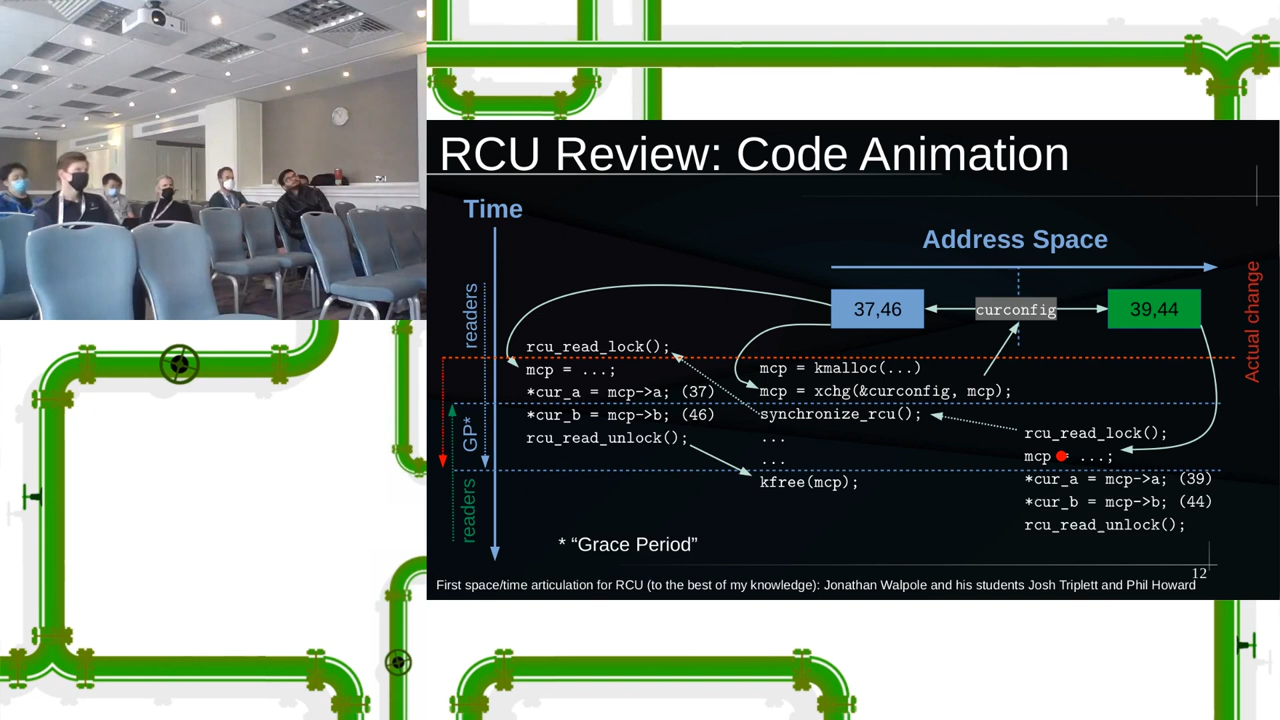 RCU Review: Code Animation
Time
Address Space
readers
37,46
curconfig
39,44
Actual change
rcu_read_lock();
mcp = ...;
*cur_a = mcp->a; (37)
*cur_b = mcp->b; (46)
rcu_read_unlock();
mcp = kmalloc(...)
mcp = xchg(&curconfig, mcp);
synchronize_rcu();
...
...
kfree(mcp);
rcu_read_lock();
mcp = ...;
*cur_a = mcp->a; (39)
*cur_b = mcp->b; (44)
rcu_read_unlock();
GP*
readers
* “Grace Period”
12
First space/time articulation for RCU (to the best of my knowledge): Jonathan Walpole and his students Josh Triplett and Phil Howard